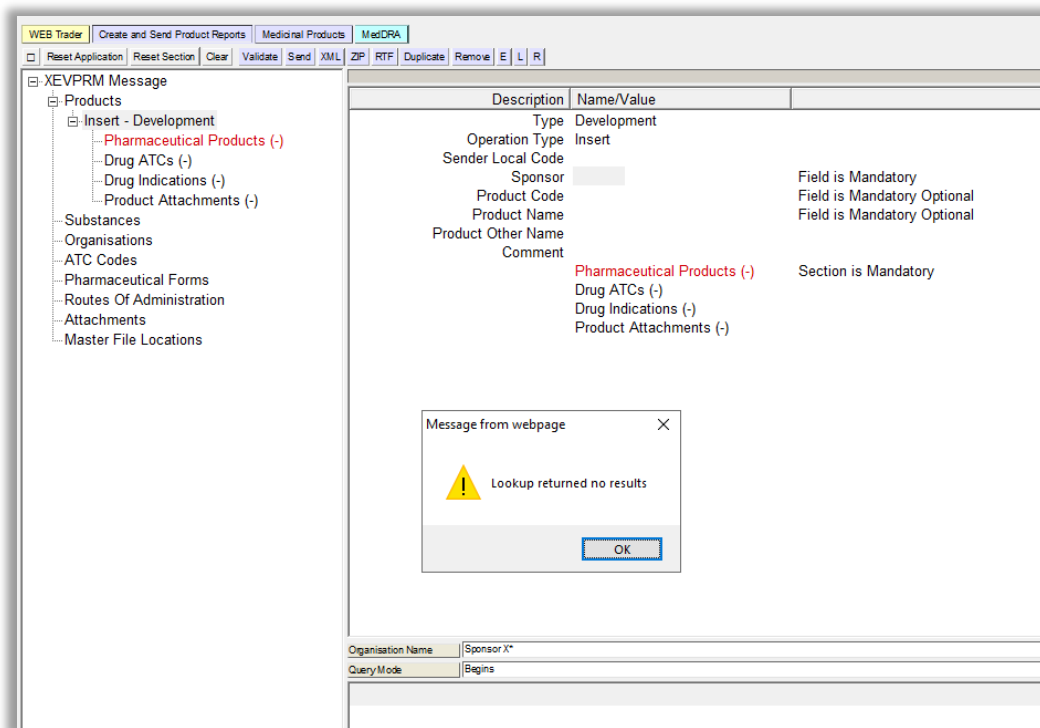 WEB Trader Create and Send Product Reports Medicinal Products MedDRA
Reset Application Reset Section Clear Validate Send XML ZIP RTF Duplicate Remove E L R
XEVPRM Message
Products
Insert - Development
Pharmaceutical Products (-)
Drug ATCs (-)
Drug Indications (-)
Product Attachments (-)
Substances
Organisations
ATC Codes
Pharmaceutical Forms
Routes Of Administration
Attachments
Master File Locations
Description Name/Value
Type Development
Operation Type Insert
Sender Local Code
Sponsor Field is Mandatory
Product Code Field is Mandatory Optional
Product Name Field is Mandatory Optional
Product Other Name
Comment
Pharmaceutical Products (-) Section is Mandatory
Drug ATCs (-)
Drug Indications (-)
Product Attachments (-)
Message from webpage
Lookup returned no results
OK
Organisation Name Sponsor X*
Query Mode Begins